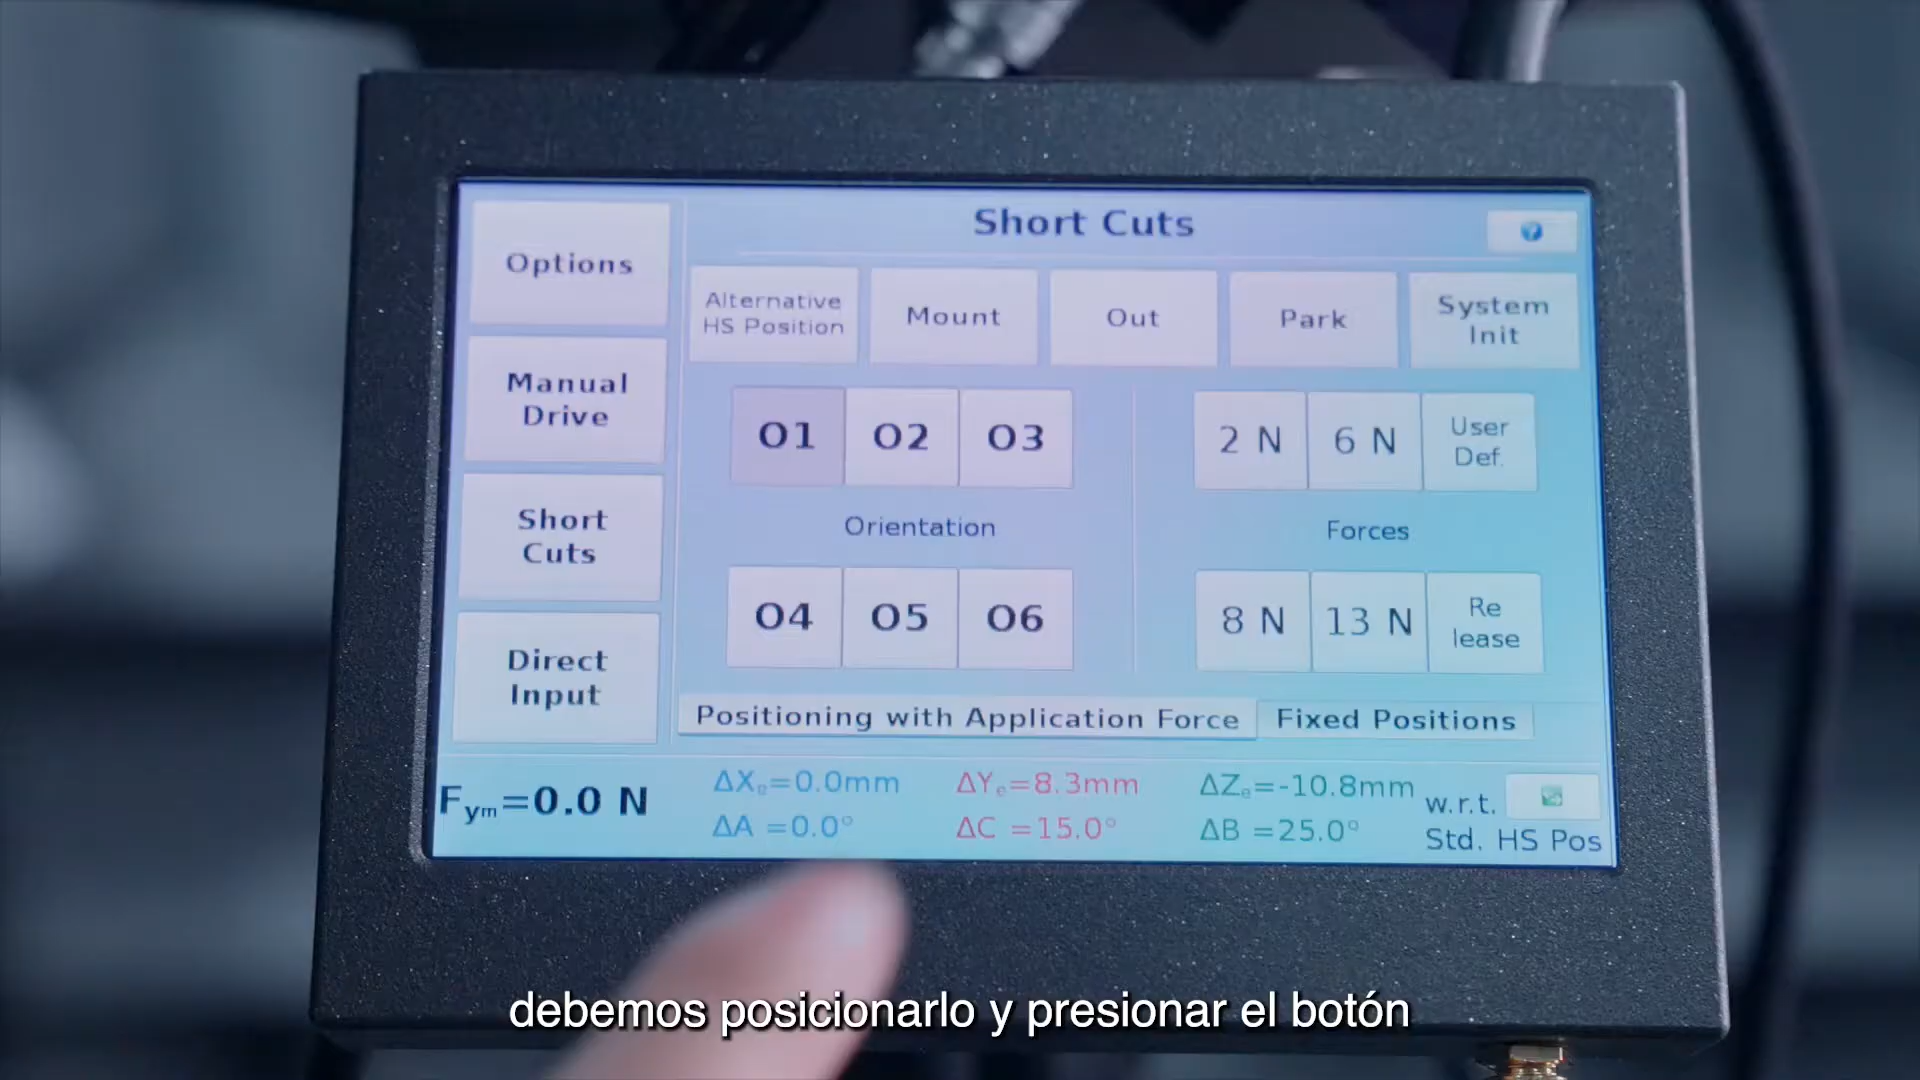 Short Cuts
Options
Alternative
HS Position
Mount
Out
Park
System
Init
Manual
Drive
O1 O2 O3
2 N 6 N
User
Def.
Short
Cuts
Orientation
Forces
O4 O5 O6
8 N 13 N
Re
lease
Direct
Input
Positioning with Application Force
Fixed Positions
Fym=0.0 N
ΔXe=0.0mm ΔYe=8.3mm ΔZe=-10.8mm
ΔA =0.0° ΔC =15.0° ΔB =25.0°
w.r.t.
Std. HS Pos
debemos posicionarlo y presionar el botón